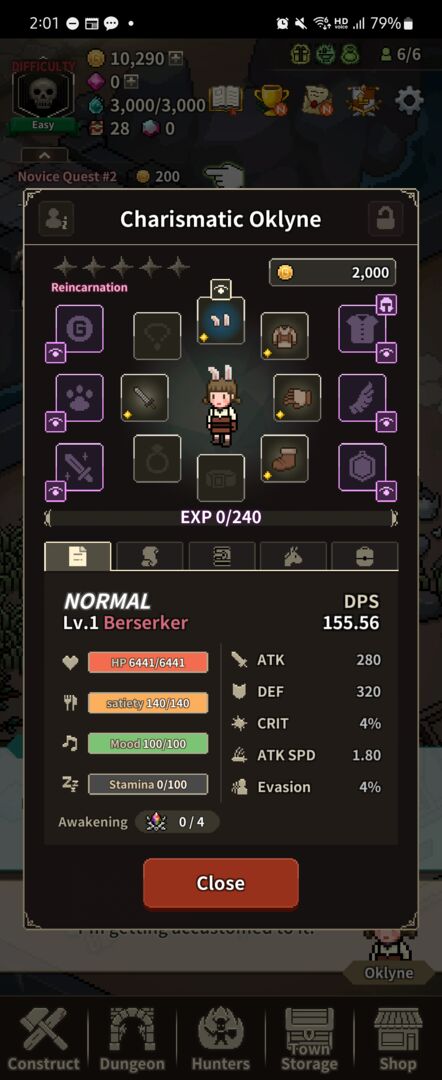 2:01
HD voice
79%
DIFFICULTY
Easy
10,290
0
3,000/3,000
28
0
6/6
N
N
Novice Quest #2
200
Charismatic Oklyne
Reincarnation
2,000
G
EXP 0/240
NORMAL
Lv.1 Berserker
DPS
155.56
HP 6441/6441
satiety 140/140
Mood 100/100
Stamina 0/100
Awakening
0 / 4
ATK
280
DEF
320
CRIT
4%
ATK SPD
1.80
Evasion
4%
Close
I'm getting accustomed to it.
Oklyne
Construct
Dungeon
Hunters
Town
Storage
Shop